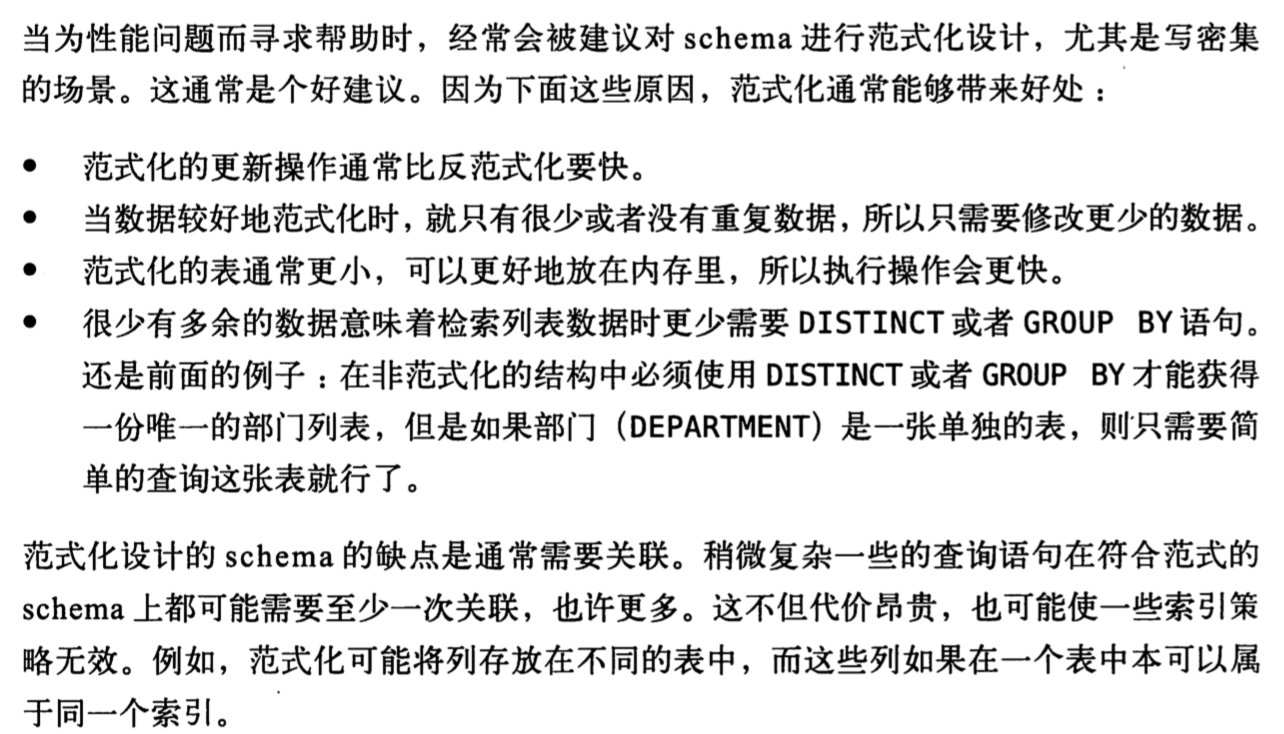 当为性能问题而寻求帮助时，经常会被建议对 schema 进行范式化设计，尤其是写密集
的场景。这通常是个好建议。因为下面这些原因，范式化通常能够带来好处：
• 范式化的更新操作通常比反范式化要快。
• 当数据较好地范式化时，就只有很少或者没有重复数据，所以只需要修改更少的数据。
• 范式化的表通常更小，可以更好地放在内存里，所以执行操作会更快。
• 很少有多余的数据意味着检索列表数据时更少需要 DISTINCT 或者 GROUP BY 语句。
还是前面的例子：在非范式化的结构中必须使用 DISTINCT 或者 GROUP BY 才能获得
一份唯一的部门列表，但是如果部门（DEPARTMENT）是一张单独的表，则只需要简
单的查询这张表就行了。
范式化设计的 schema 的缺点是通常需要关联。稍微复杂一些的查询语句在符合范式的
schema 上都可能需要至少一次关联，也许更多。这不但代价昂贵，也可能使一些索引策
略无效。例如，范式化可能将列存放在不同的表中，而这些列如果在一个表中本可以属
于同一个索引。